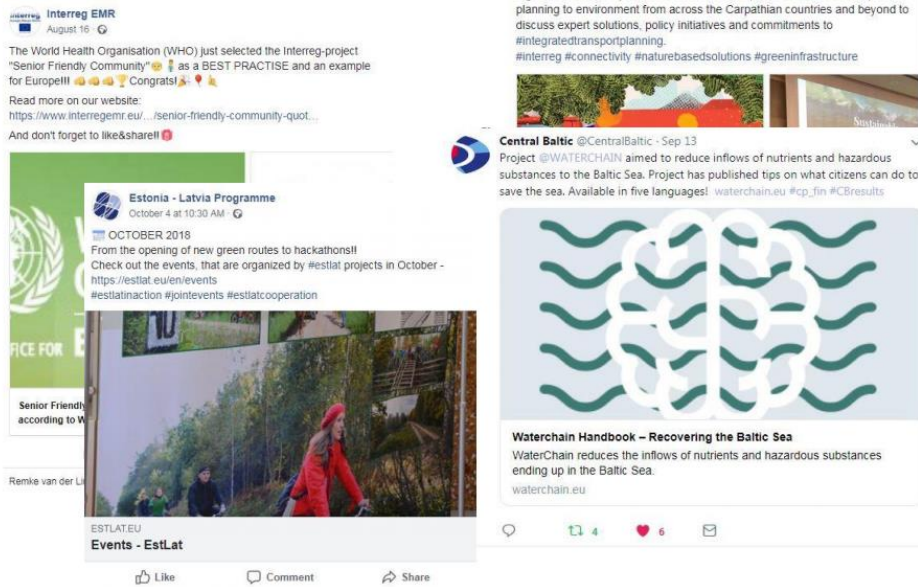 Interreg EMR
August 16
The World Health Organisation (WHO) just selected the Interreg-project
"Senior Friendly Community" as a BEST PRACTISE and an example
for Europe!!! Congrats!
Read more on our website:
https://www.interregemr.eu/.../senior-friendly-community-quot...
And don't forget to like&share!!
FICE FOR
Senior Friendly
according to W
Remke van der Li
Estonia - Latvia Programme
October 4 at 10:30 AM
OCTOBER 2018
From the opening of new green routes to hackathons!!
Check out the events, that are organized by #estlat projects in October -
https://estlat.eu/en/events
#estlatinaction #jointevents #estlatcooperation
ESTLAT.EU
Events - EstLat
Like Comment Share
planning to environment from across the Carpathian countries and beyond to
discuss expert solutions, policy initiatives and commitments to
#integratedtransportplanning.
#interreg #connectivity #naturebasedsolutions #greeninfrastructure
Central Baltic @CentralBaltic · Sep 13
Project @WATERCHAIN aimed to reduce inflows of nutrients and hazardous
substances to the Baltic Sea. Project has published tips on what citizens can do to
save the sea. Available in five languages! waterchain.eu #cp_fin #CBresults
Waterchain Handbook – Recovering the Baltic Sea
WaterChain reduces the inflows of nutrients and hazardous substances
ending up in the Baltic Sea.
waterchain.eu
4 6